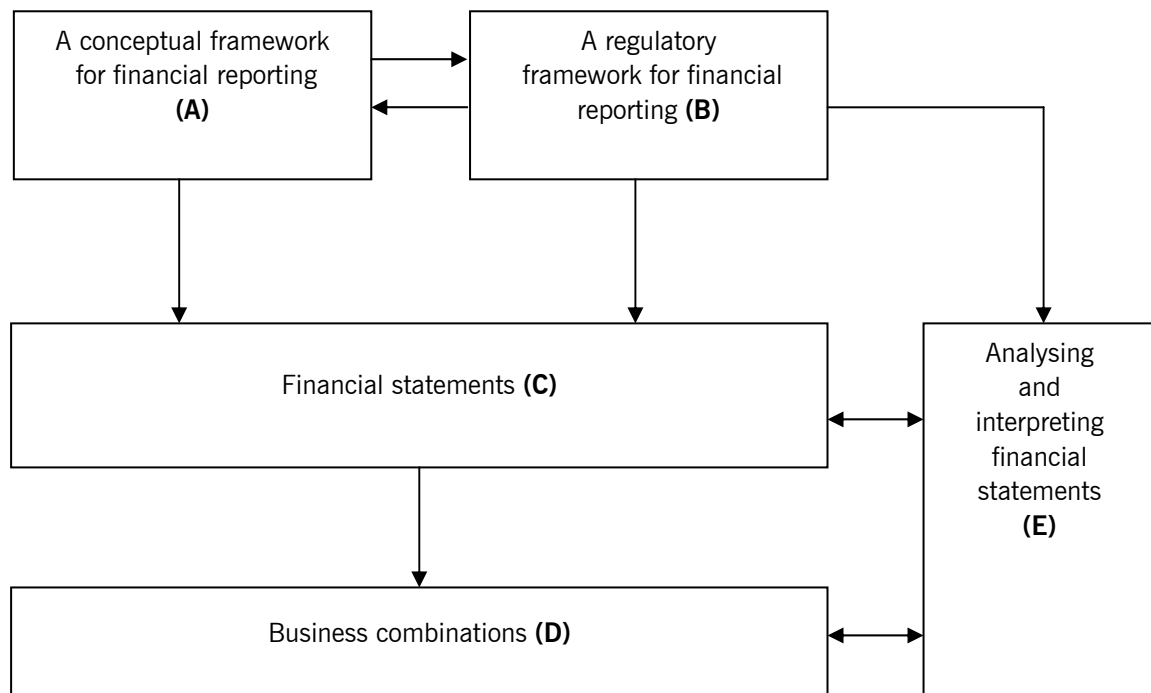 A conceptual framework
for financial reporting
(A)
A regulatory
framework for financial
reporting (B)
Financial statements (C)
Analysing
and
interpreting
financial
statements
(E)
Business combinations (D)